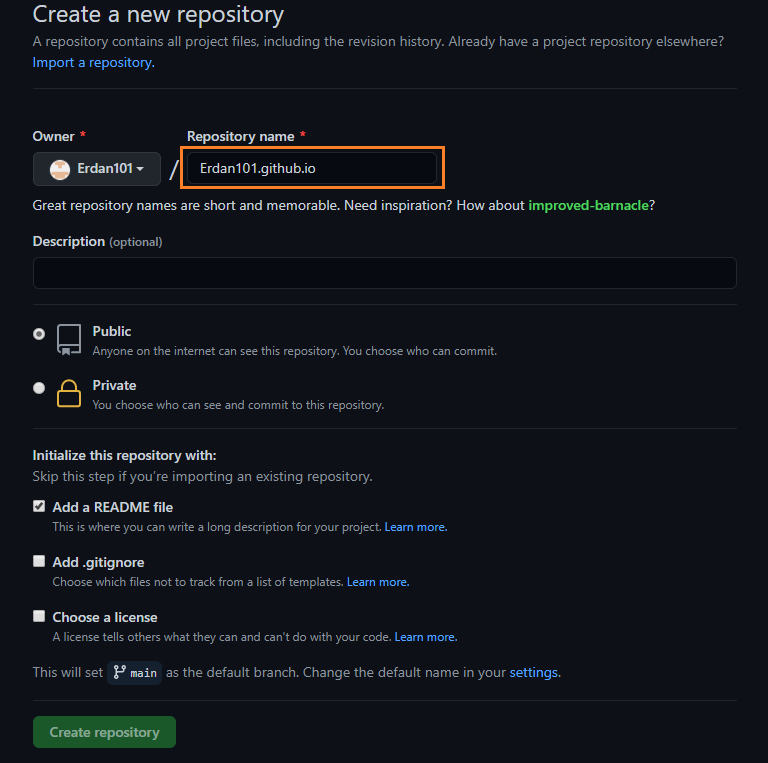 Create a new repository
A repository contains all project files, including the revision history. Already have a project repository elsewhere?
Import a repository.
Owner * Repository name *
Erdan101 / Erdan101.github.io
Great repository names are short and memorable. Need inspiration? How about improved-barnacle?
Description (optional)
Public
Anyone on the internet can see this repository. You choose who can commit.
Private
You choose who can see and commit to this repository.
Initialize this repository with:
Skip this step if you're importing an existing repository.
Add a README file
This is where you can write a long description for your project. Learn more.
Add .gitignore
Choose which files not to track from a list of templates. Learn more.
Choose a license
A license tells others what they can and can't do with your code. Learn more.
This will set main as the default branch. Change the default name in your settings.
Create repository